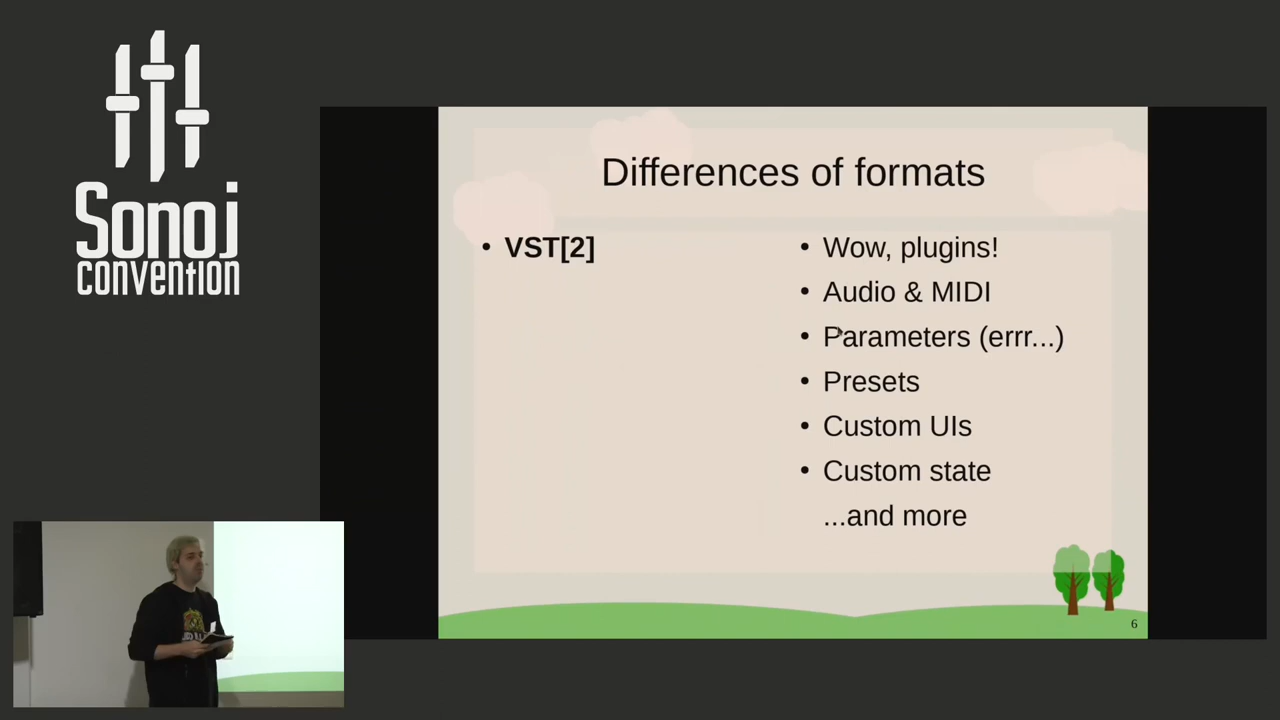 Sonoj
convention
Differences of formats
• VST[2]
• Wow, plugins!
• Audio & MIDI
• Parameters (errr...)
• Presets
• Custom UIs
• Custom state
...and more
6